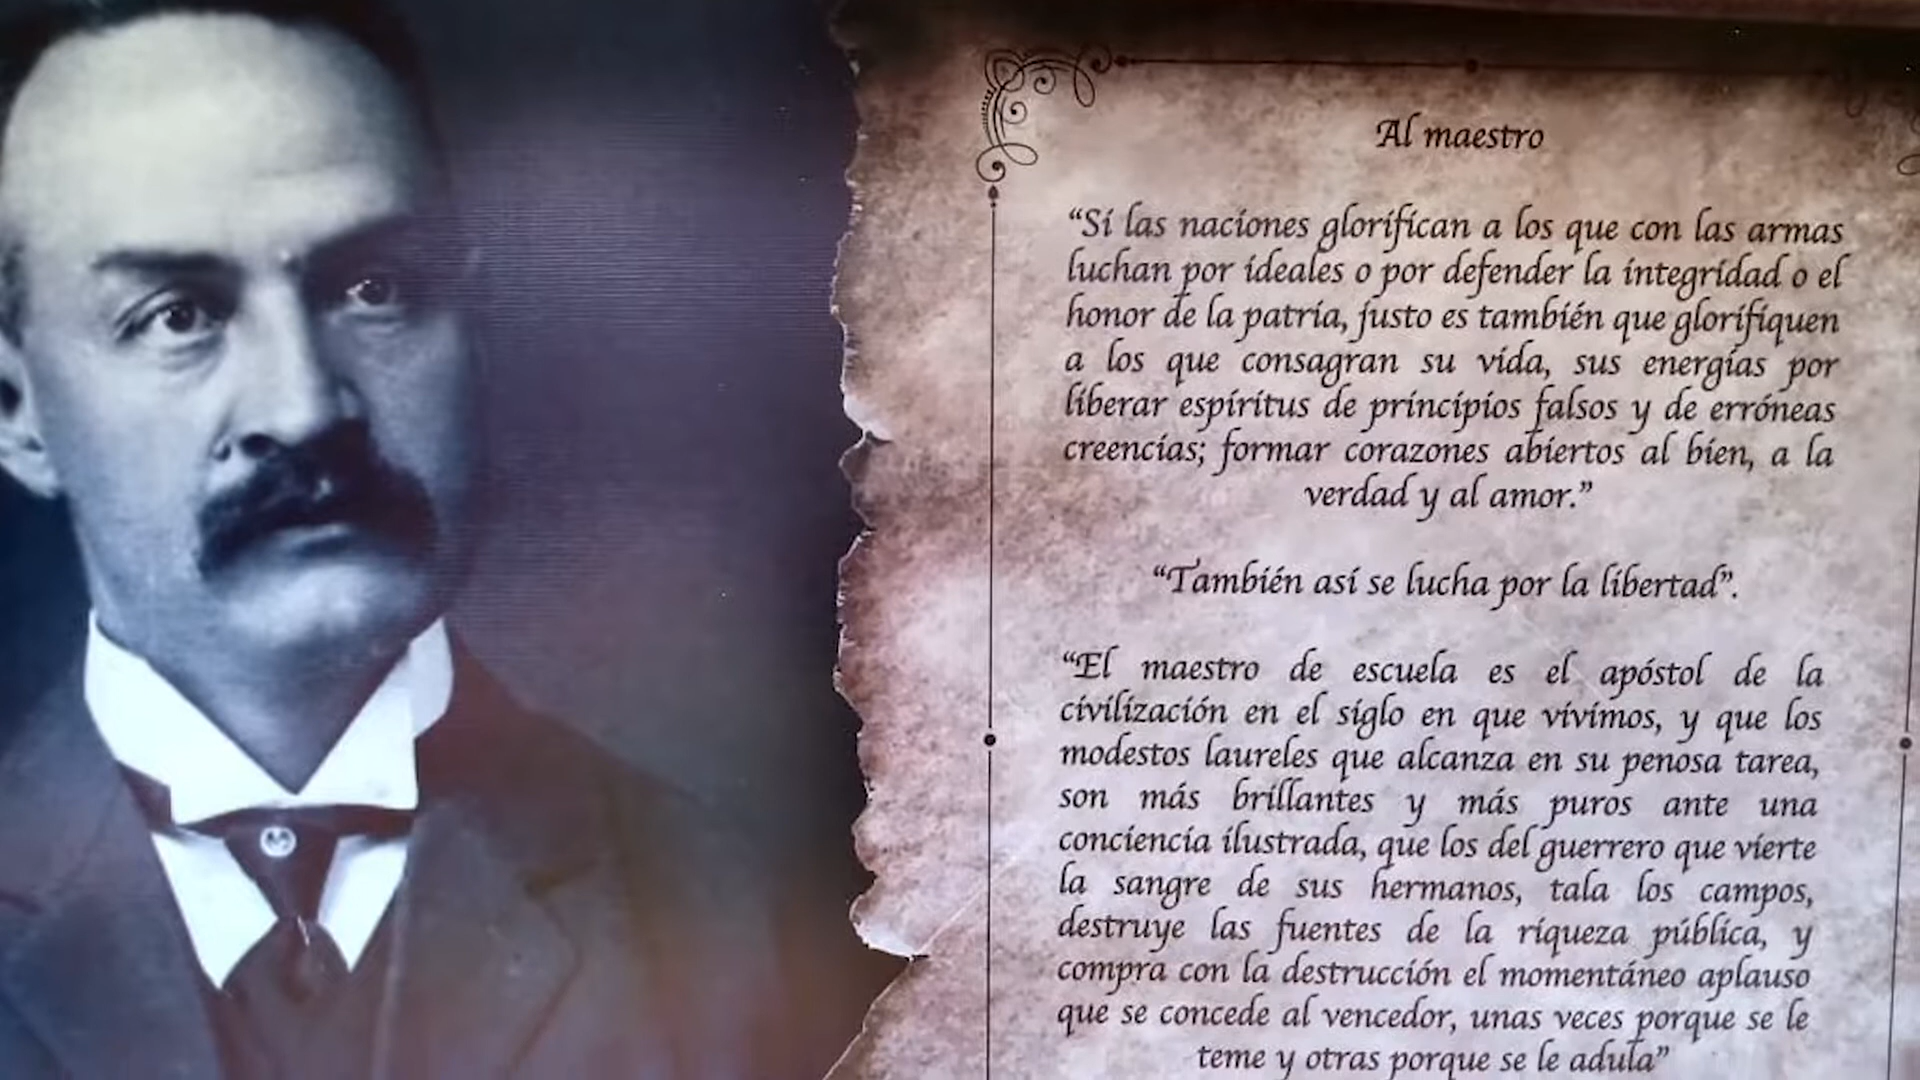 Al maestro
“Si las naciones glorifican a los que con las armas
luchan por ideales o por defender la integridad o el
honor de la patria, justo es también que glorifiquen
a los que consagran su vida, sus energías por
liberar espíritus de principios falsos y de erróneas
creencias; formar corazones abiertos al bien, a la
verdad y al amor.”
“También así se lucha por la libertad”.
“El maestro de escuela es el apóstol de la
civilización en el siglo en que vivimos, y que los
modestos laureles que alcanza en su penosa tarea,
son más brillantes y más puros ante una
conciencia ilustrada, que los del guerrero que vierte
la sangre de sus hermanos, tala los campos,
destruye las fuentes de la riqueza pública, y
compra con la destrucción el momentáneo aplauso
que se concede al vencedor, unas veces porque se le
teme y otras porque se le adula”